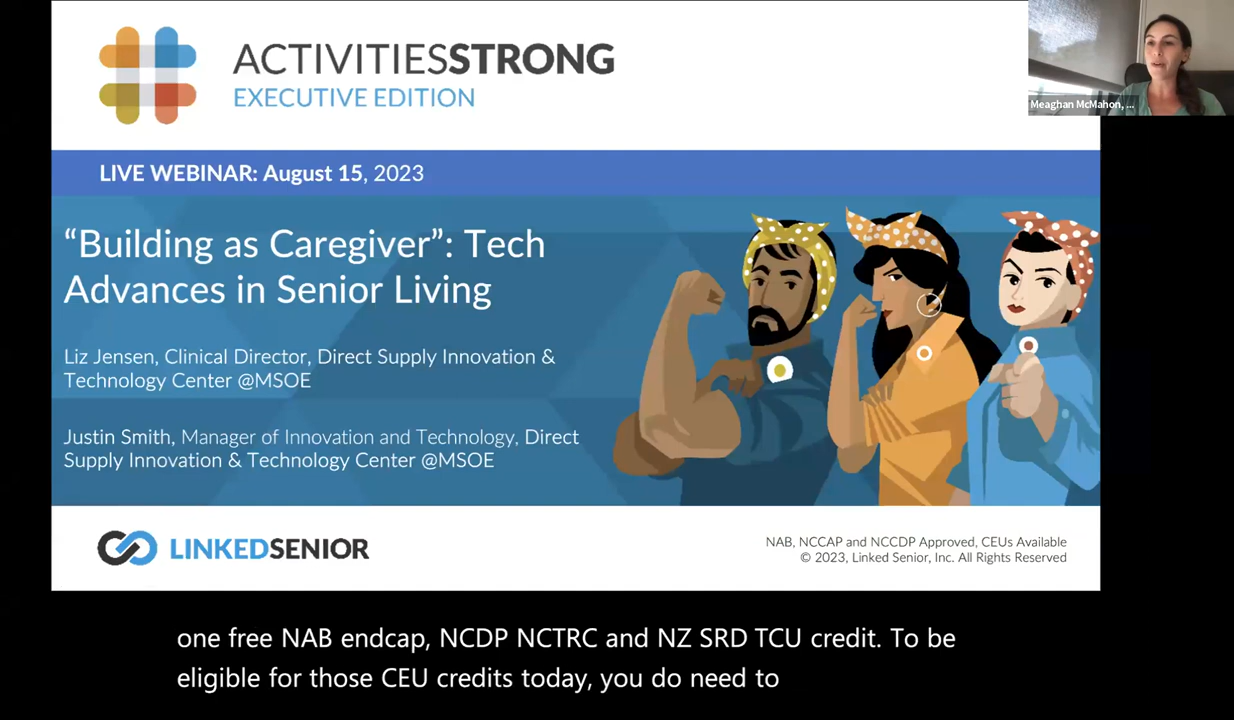 ACTIVITIESSTRONG
EXECUTIVE EDITION
Meaghan McMahon, ...
LIVE WEBINAR: August 15, 2023
“Building as Caregiver”: Tech
Advances in Senior Living
Liz Jensen, Clinical Director, Direct Supply Innovation &
Technology Center @MSOE
Justin Smith, Manager of Innovation and Technology, Direct
Supply Innovation & Technology Center @MSOE
LINKEDSENIOR
NAB, NCCAP and NCCDP Approved, CEUs Available
© 2023, Linked Senior, Inc. All Rights Reserved
one free NAB endcap, NCDP NCTRC and NZ SRD TCU credit. To be
eligible for those CEU credits today, you do need to